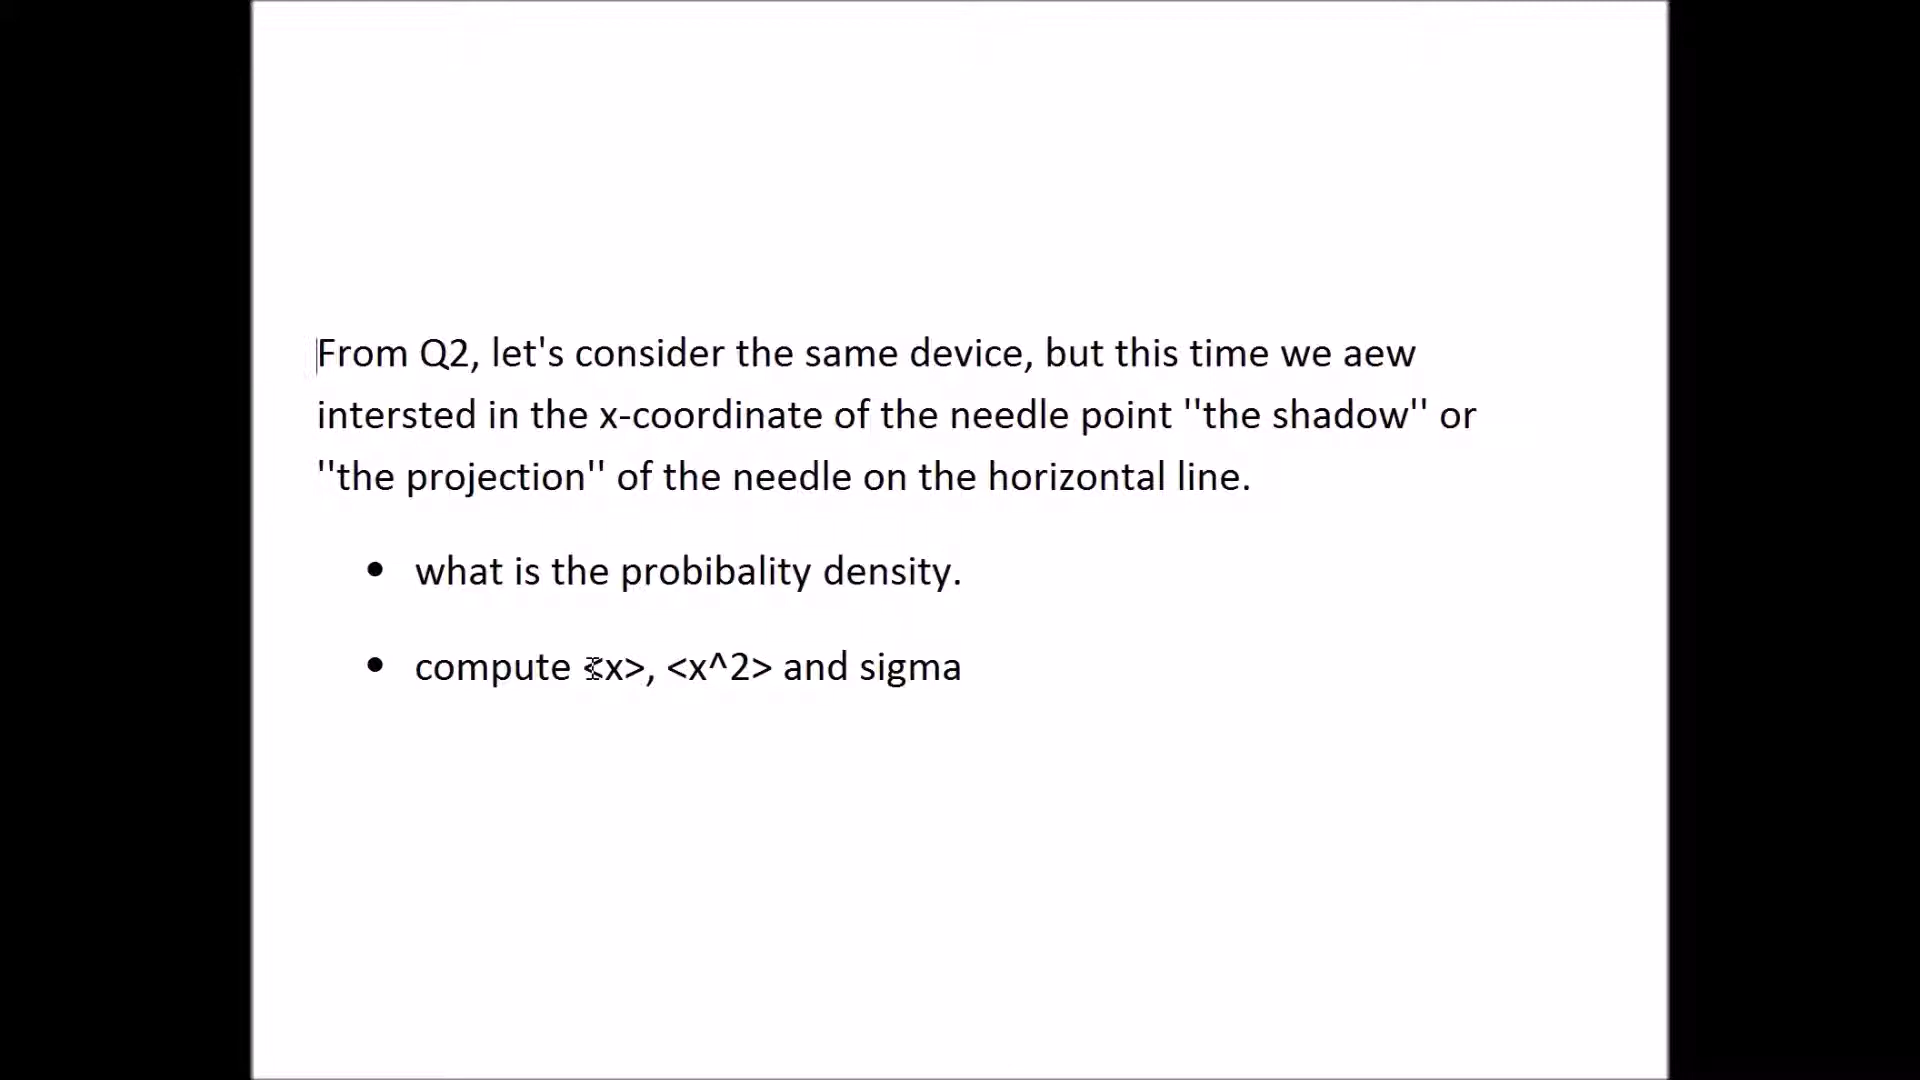 From Q2, let's consider the same device, but this time we aew
intersted in the x-coordinate of the needle point ''the shadow'' or
''the projection'' of the needle on the horizontal line.
• what is the probibality density.
• compute <x>, <x^2> and sigma